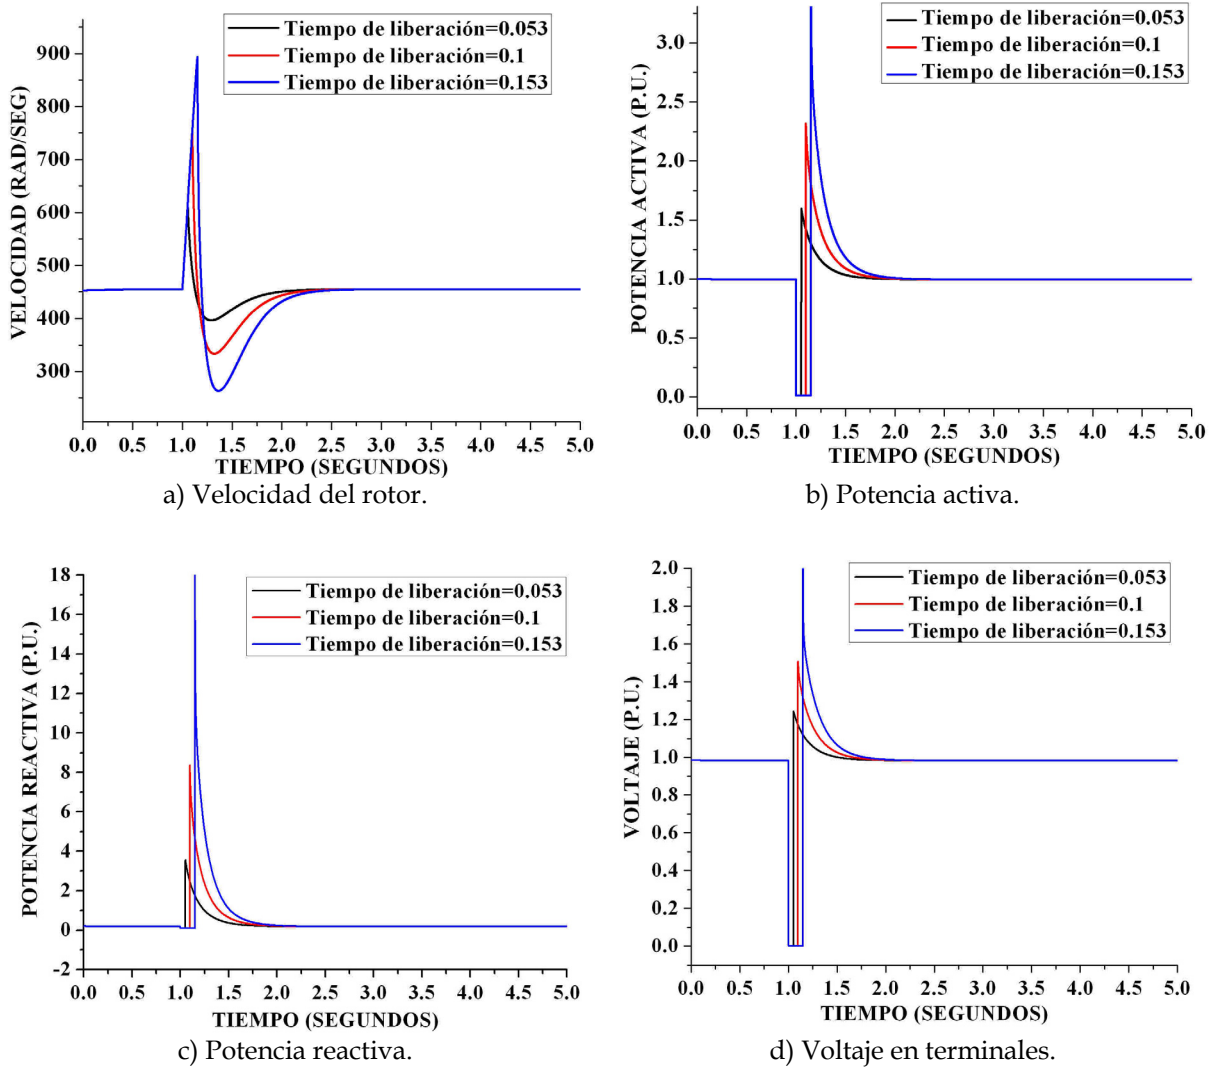 Tiempo de liberación=0.053
Tiempo de liberación=0.1
Tiempo de liberación=0.153
VELOCIDAD (RAD/SEG)
900
800
700
600
500
400
300
0.0 0.5 1.0 1.5 2.0 2.5 3.0 3.5 4.0 4.5 5.0
TIEMPO (SEGUNDOS)
a) Velocidad del rotor.
Tiempo de liberación=0.053
Tiempo de liberación=0.1
Tiempo de liberación=0.153
POTENCIA ACTIVA (P.U.)
3.0
2.5
2.0
1.5
1.0
0.5
0.0
0.0 0.5 1.0 1.5 2.0 2.5 3.0 3.5 4.0 4.5 5.0
TIEMPO (SEGUNDOS)
b) Potencia activa.
Tiempo de liberación=0.053
Tiempo de liberación=0.1
Tiempo de liberación=0.153
POTENCIA REACTIVA (P.U.)
18
16
14
12
10
8
6
4
2
0
-2
0.0 0.5 1.0 1.5 2.0 2.5 3.0 3.5 4.0 4.5 5.0
TIEMPO (SEGUNDOS)
c) Potencia reactiva.
Tiempo de liberación=0.053
Tiempo de liberación=0.1
Tiempo de liberación=0.153
VOLTAJE (P.U.)
2.0
1.8
1.6
1.4
1.2
1.0
0.8
0.6
0.4
0.2
0.0
0.0 0.5 1.0 1.5 2.0 2.5 3.0 3.5 4.0 4.5 5.0
TIEMPO (SEGUNDOS)
d) Voltaje en terminales.